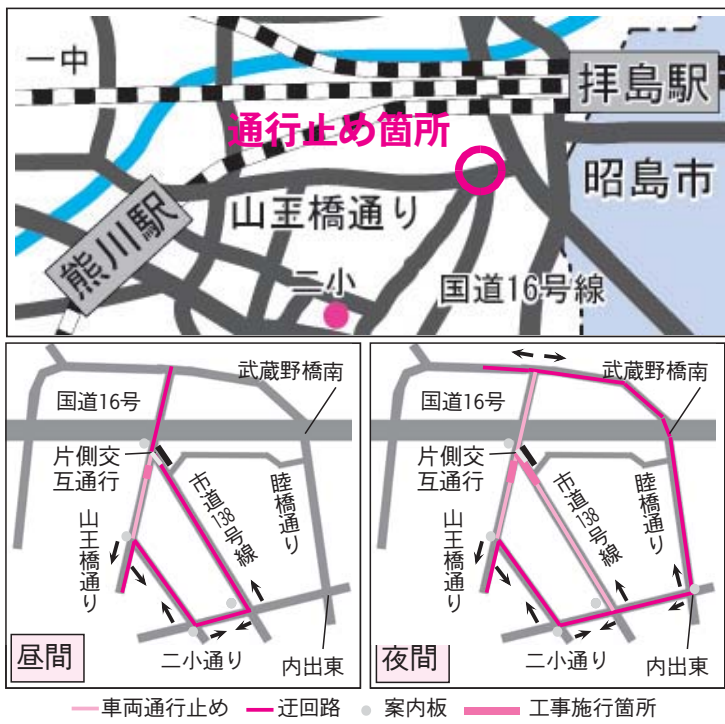 一中
拝島駅
通行止め箇所
昭島市
山王橋通り
熊川駅
二小
国道16号線
武蔵野橋南
国道16号
片側交
互通行
市道138号線
睦橋通り
山王橋通り
昼間
二小通り
内出東
武蔵野橋南
国道16号
片側交
互通行
市道138号線
睦橋通り
山王橋通り
夜間
二小通り
内出東
車両通行止め 迂回路 案内板 工事施行箇所